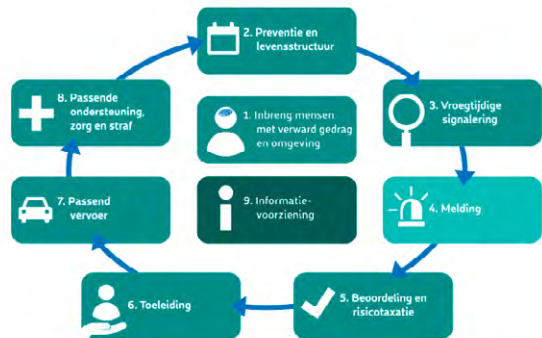 2. Preventie en
levensstructuur
8. Passende
ondersteuning,
zorg en straf
1. Inbreng mensen
met verward gedrag
en omgeving
3. Vroegtijdige
signalering
7. Passend
vervoer
9. Informatie-
voorziening
4. Melding
6. Toeleiding
5. Beoordeling en
risicotaxatie